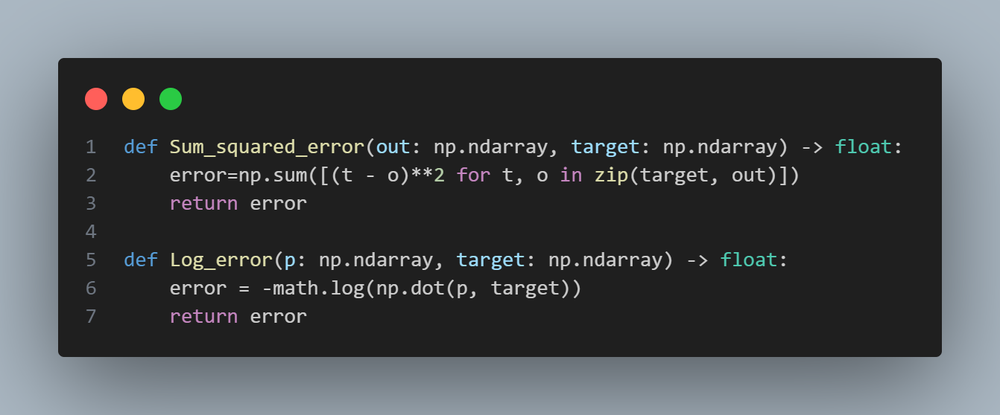 1 def Sum_squared_error(out: np.ndarray, target: np.ndarray) -> float:
2     error=np.sum([(t - o)**2 for t, o in zip(target, out)])
3     return error
4
5 def Log_error(p: np.ndarray, target: np.ndarray) -> float:
6     error = -math.log(np.dot(p, target))
7     return error